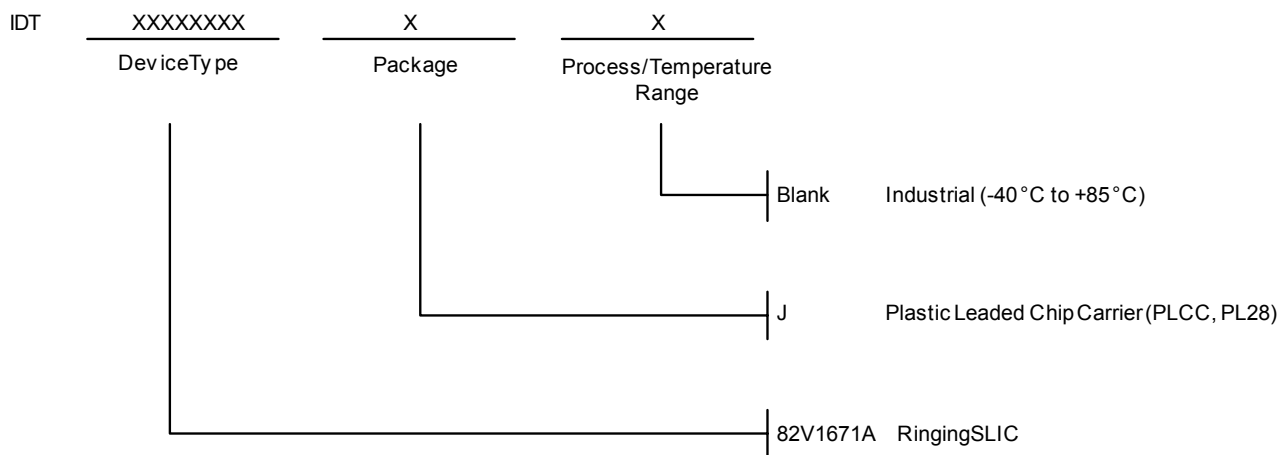 IDT XXXXXXXX X X
DeviceType Package Process/Temperature
Range
Blank Industrial (-40°C to +85°C)
J Plastic Leaded Chip Carrier (PLCC, PL28)
82V1671A RingingSLIC